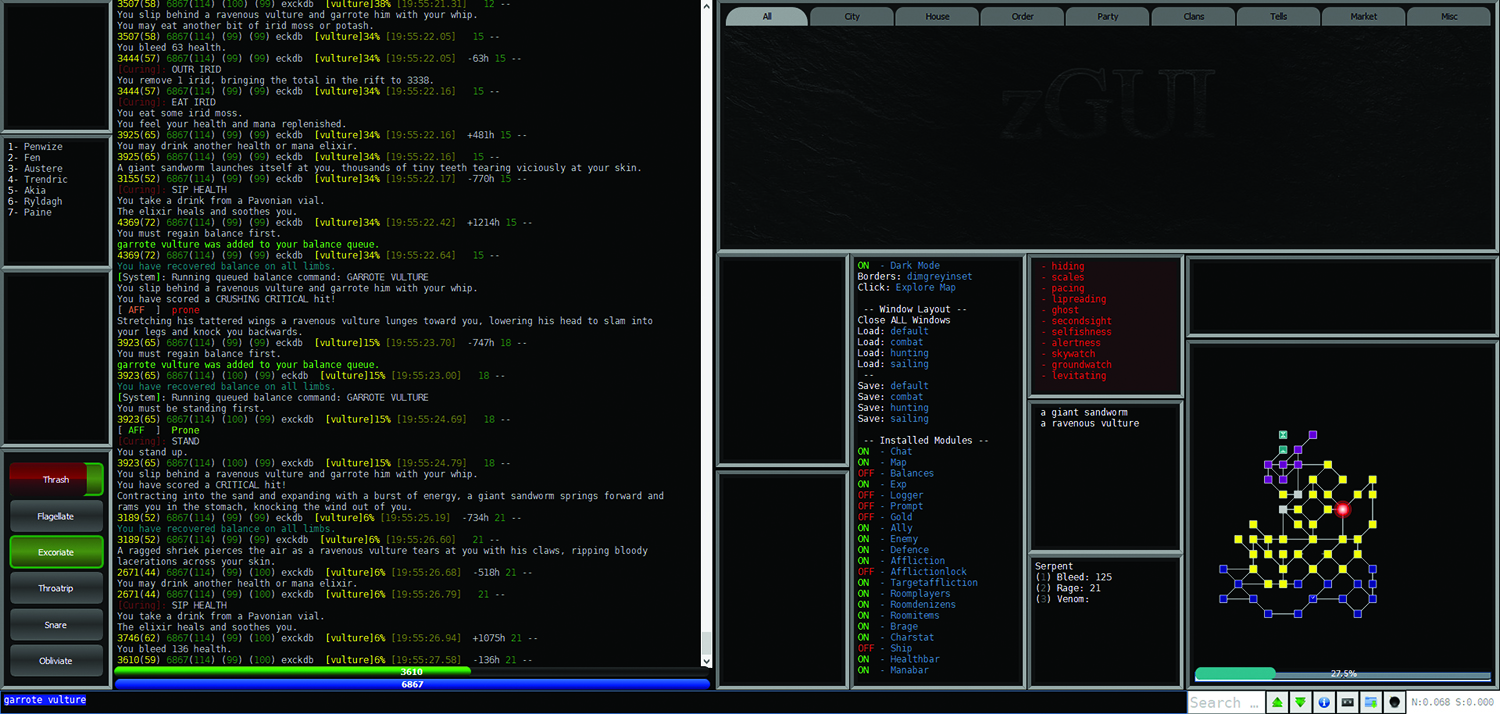 1- Penwize
2- Fen
3- Austere
4- Trendric
5- Akia
6- Ryldagh
7- Paine
Thrash
Flagellate
Excoriate
Throatrip
Snare
Obliviate
3507(58) 6867(114) (99) (99) exckdb [vulture]38% [19:55:21.31] 12 --
You slip behind a ravenous vulture and garrote him with your whip.
You may eat another bit of irid moss or potash.
3507(58) 6867(114) (99) (99) eckdb [vulture]34% [19:55:22.05] 15 --
You bleed 63 health.
3444(57) 6867(114) (99) (99) eckdb [vulture]34% [19:55:22.05] -63h 15 --
[Curing]: OUTR IRID
You remove 1 irid, bringing the total in the rift to 3338.
3444(57) 6867(114) (99) (99) eckdb [vulture]34% [19:55:22.16] 15 --
[Curing]: EAT IRID
You eat some irid moss.
You feel your health and mana replenished.
3925(65) 6867(114) (99) (99) eckdb [vulture]34% [19:55:22.16] +481h 15 --
You may drink another health or mana elixir.
3925(65) 6867(114) (99) (99) eckdb [vulture]34% [19:55:22.16] 15 --
A giant sandworm launches itself at you, thousands of tiny teeth tearing viciously at your skin.
3155(52) 6867(114) (99) (99) eckdb [vulture]34% [19:55:22.17] -770h 15 --
[Curing]: SIP HEALTH
You take a drink from a Pavonian vial.
The elixir heals and soothes you.
4369(72) 6867(114) (99) (99) eckdb [vulture]34% [19:55:22.42] +1214h 15 --
You must regain balance first.
garrote vulture was added to your balance queue.
4369(72) 6867(114) (99) (99) eckdb [vulture]34% [19:55:22.64] 15 --
You have recovered balance on all limbs.
[System]: Running queued balance command: GARROTE VULTURE
You slip behind a ravenous vulture and garrote him with your whip.
You have scored a CRUSHING CRITICAL hit!
[ AFF ] prone
Stretching his tattered wings a ravenous vulture lunges toward you, lowering his head to slam into
your legs and knock you backwards.
3923(65) 6867(114) (99) (99) eckdb [vulture]15% [19:55:23.70] -747h 18 --
You must regain balance first.
garrote vulture was added to your balance queue.
3923(65) 6867(114) (100) (99) eckdb [vulture]15% [19:55:23.00] 18 --
You have recovered balance on all limbs.
[System]: Running queued balance command: GARROTE VULTURE
You must be standing first.
3923(65) 6867(114) (100) (99) exckdb [vulture]15% [19:55:24.69] 18 --
[ AFF ] Prone
[Curing]: STAND
You stand up.
3923(65) 6867(114) (100) (99) exckdb [vulture]15% [19:55:24.79] 18 --
You slip behind a ravenous vulture and garrote him with your whip.
You have scored a CRITICAL hit!
Contracting into the sand and expanding with a burst of energy, a giant sandworm springs forward and
rams you in the stomach, knocking the wind out of you.
3189(52) 6867(114) (100) (99) eckdb [vulture]6% [19:55:25.19] -734h 21 --
You have recovered balance on all limbs.
3189(52) 6867(114) (100) (99) exckdb [vulture]6% [19:55:26.60] 21 --
A ragged shriek pierces the air as a ravenous vulture tears at you with his claws, ripping bloody
lacerations across your skin.
2671(44) 6867(114) (99) (100) exckdb [vulture]6% [19:55:26.68] -518h 21 --
You may drink another health or mana elixir.
2671(44) 6867(114) (99) (100) exckdb [vulture]6% [19:55:26.79] 21 --
[Curing]: SIP HEALTH
You take a drink from a Pavonian vial.
The elixir heals and soothes you.
3746(62) 6867(114) (99) (100) exckdb [vulture]6% [19:55:26.94] +1075h 21 --
You bleed 136 health.
3610(59) 6867(114) (99) (100) exckdb [vulture]6% [19:55:27.58] -136h 21 --
3610
6867
garrote vulture
All
City
House
Order
Party
Clans
Tells
Market
Misc
zGUI
ON - Dark Mode
Borders: dimgreyinset
Click: Explore Map
-- Window Layout --
Close ALL Windows
Load: default
Load: combat
Load: hunting
Load: sailing
--
Save: default
Save: combat
Save: hunting
Save: sailing
-- Installed Modules --
ON - Chat
ON - Map
OFF - Balances
ON - Exp
OFF - Logger
OFF - Prompt
OFF - Gold
ON - Ally
ON - Enemy
ON - Defence
ON - Affliction
OFF - Afflictionlock
ON - Targetaffliction
ON - Roomplayers
ON - Roomdenizens
ON - Roomitems
ON - Brage
ON - Charstat
OFF - Ship
ON - Healthbar
ON - Manabar
- hiding
- scales
- pacing
- lipreading
- ghost
- secondsight
- selfishness
- alertness
- skywatch
- groundwatch
- levitating
a giant sandworm
a ravenous vulture
Serpent
(1) Bleed: 125
(2) Rage: 21
(3) Venom:
27.5%
Search ...
N:0.068 S:0.000